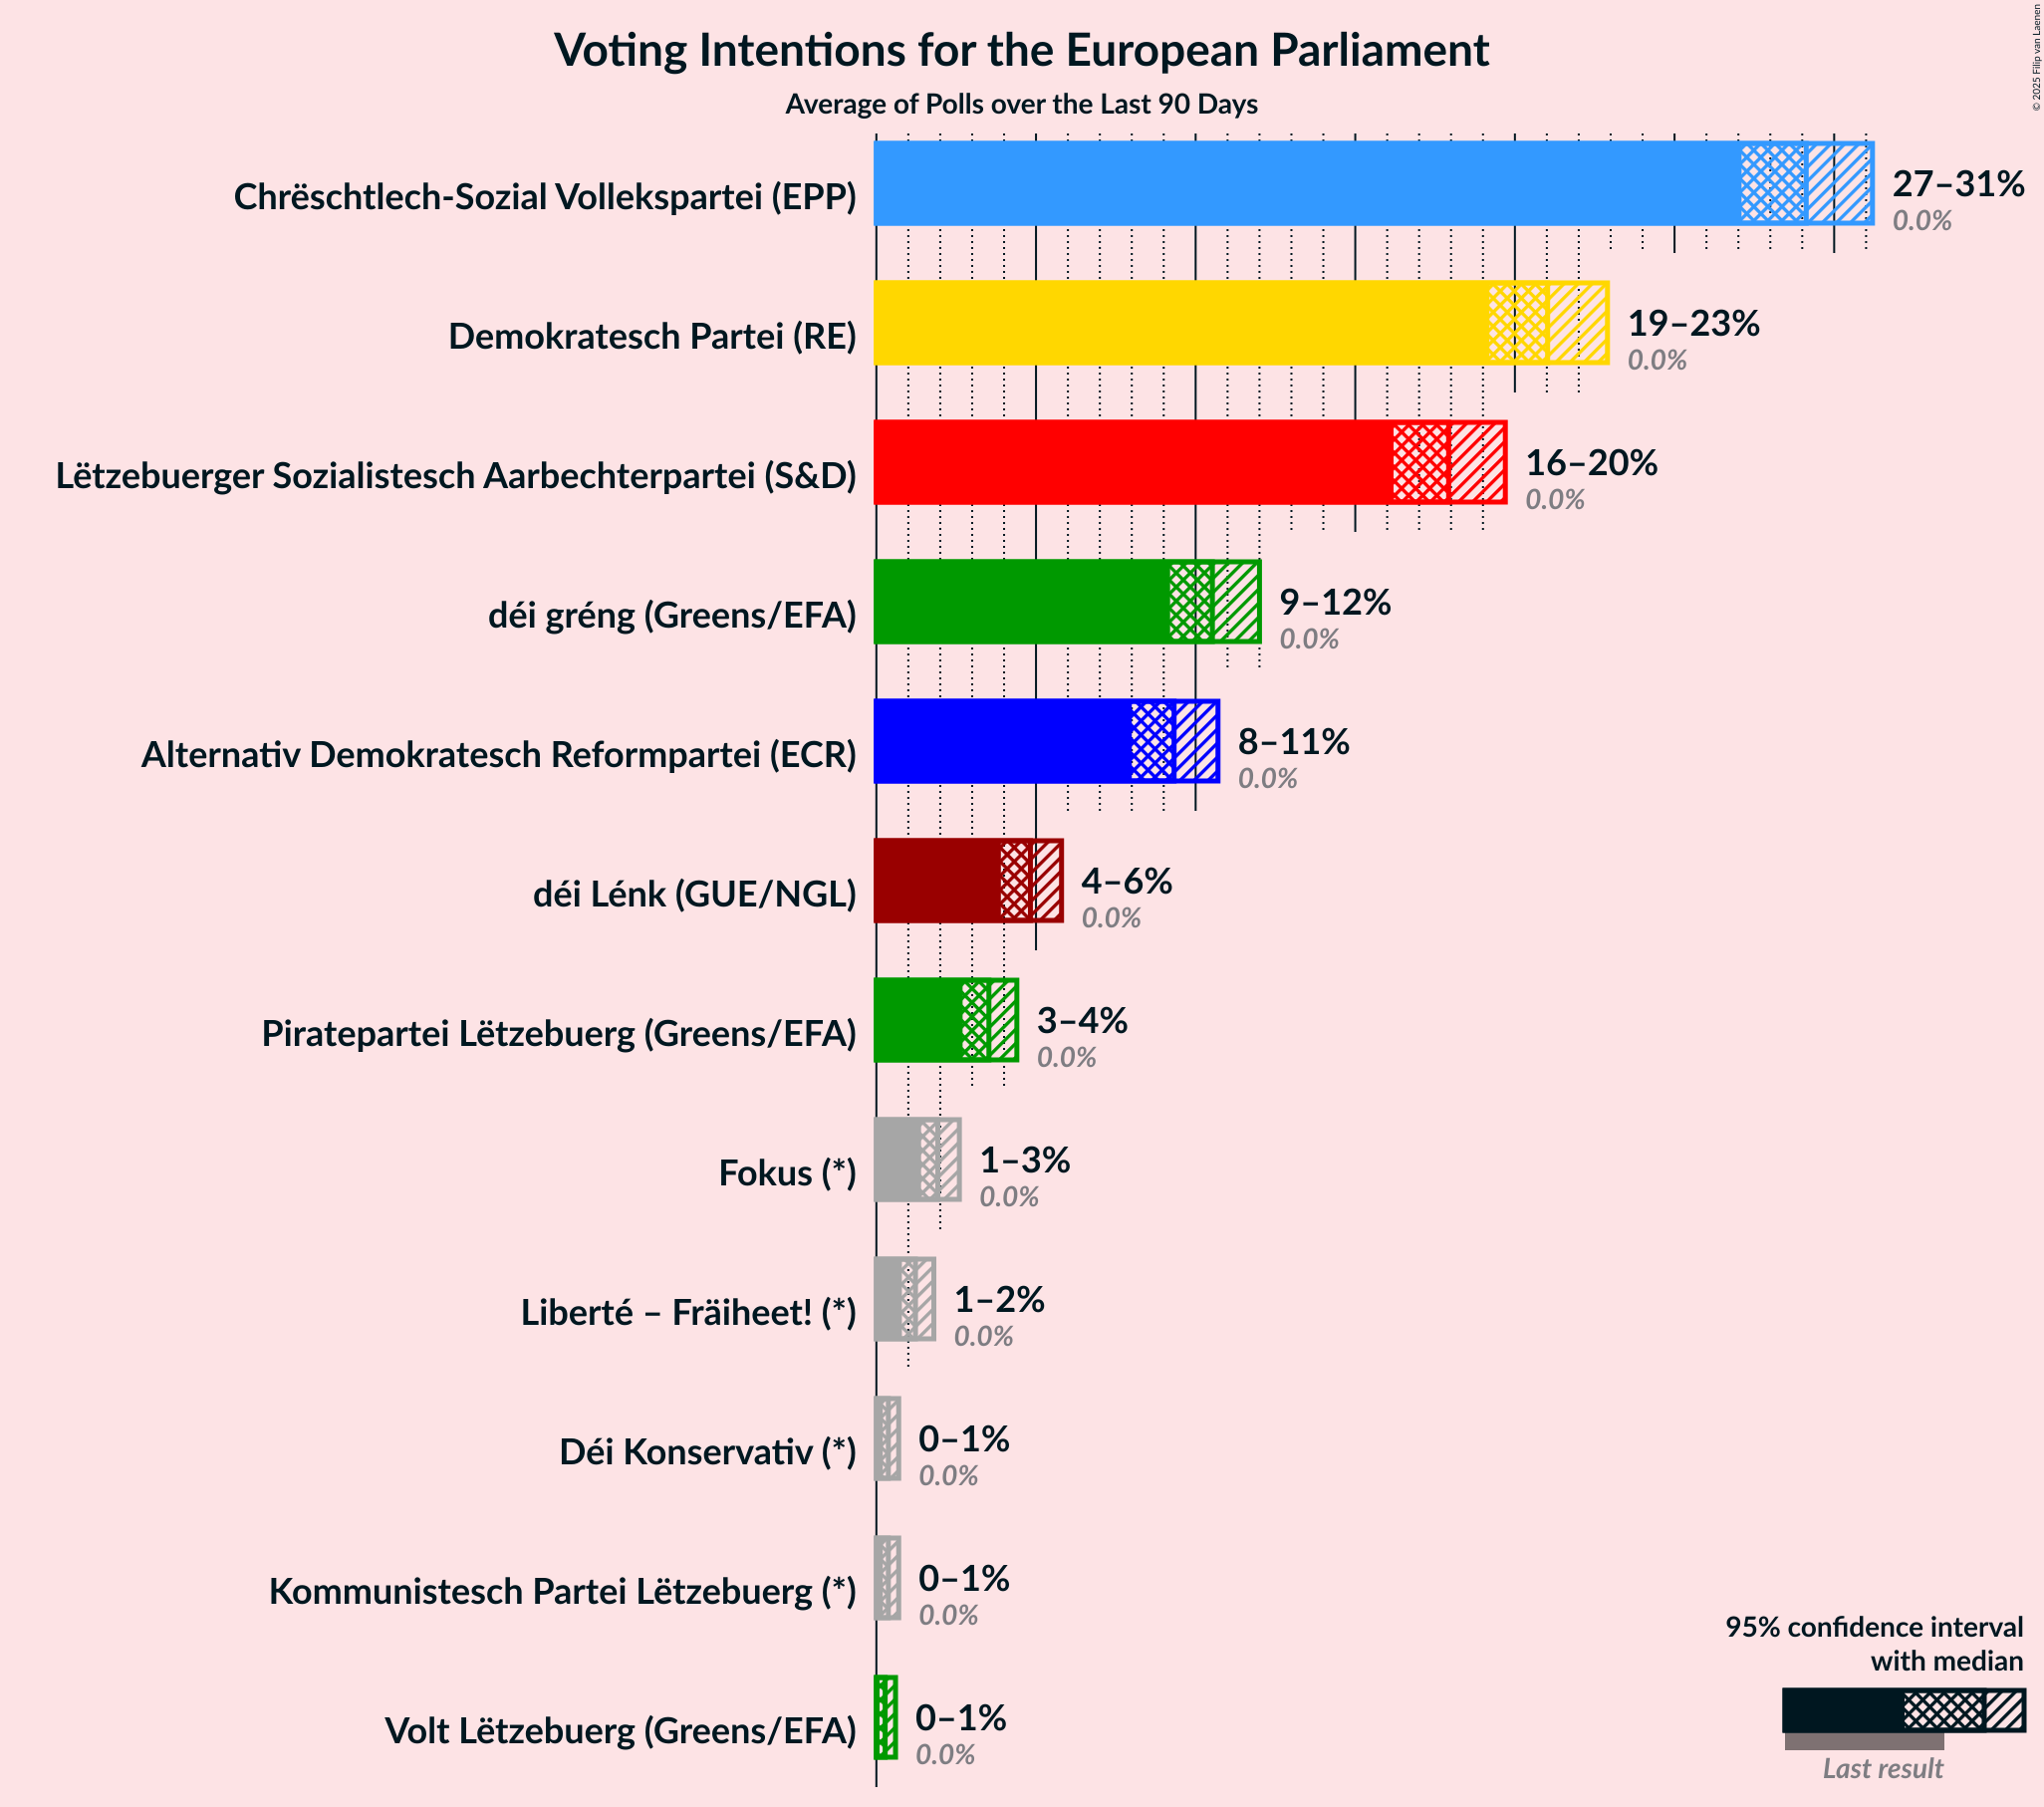 Voting Intentions for the European Parliament
Average of Polls over the Last 90 Days
© 2025 Filip van Laenen
Chrëschtlech-Sozial Vollekspartei (EPP)
27–31%
0.0%
Demokratesch Partei (RE)
19–23%
0.0%
Lëtzebuerger Sozialistesch Aarbechterpartei (S&D)
16–20%
0.0%
déi gréng (Greens/EFA)
9–12%
0.0%
Alternativ Demokratesch Reformpartei (ECR)
8–11%
0.0%
déi Lénk (GUE/NGL)
4–6%
0.0%
Piratepartei Lëtzebuerg (Greens/EFA)
3–4%
0.0%
Fokus (*)
1–3%
0.0%
Liberté – Fräiheet! (*)
1–2%
0.0%
Déi Konservativ (*)
0–1%
0.0%
Kommunistesch Partei Lëtzebuerg (*)
0–1%
0.0%
Volt Lëtzebuerg (Greens/EFA)
0–1%
0.0%
95% confidence interval
with median
Last result